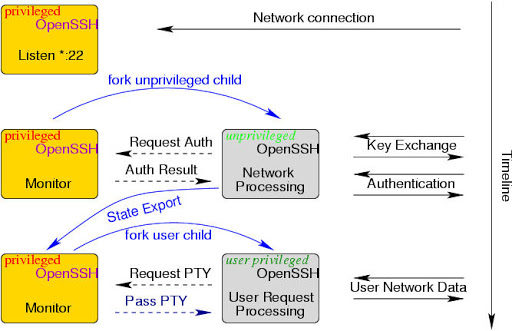 privileged
OpenSSH
Listen *:22
Network connection
fork unprivileged child
privileged
OpenSSH
Monitor
Request Auth
Auth Result
unprivileged
OpenSSH
Network
Processing
Key Exchange
Authentication
State Export
fork user child
privileged
OpenSSH
Monitor
Request PTY
Pass PTY
user privileged
OpenSSH
User Request
Processing
User Network Data
Timeline